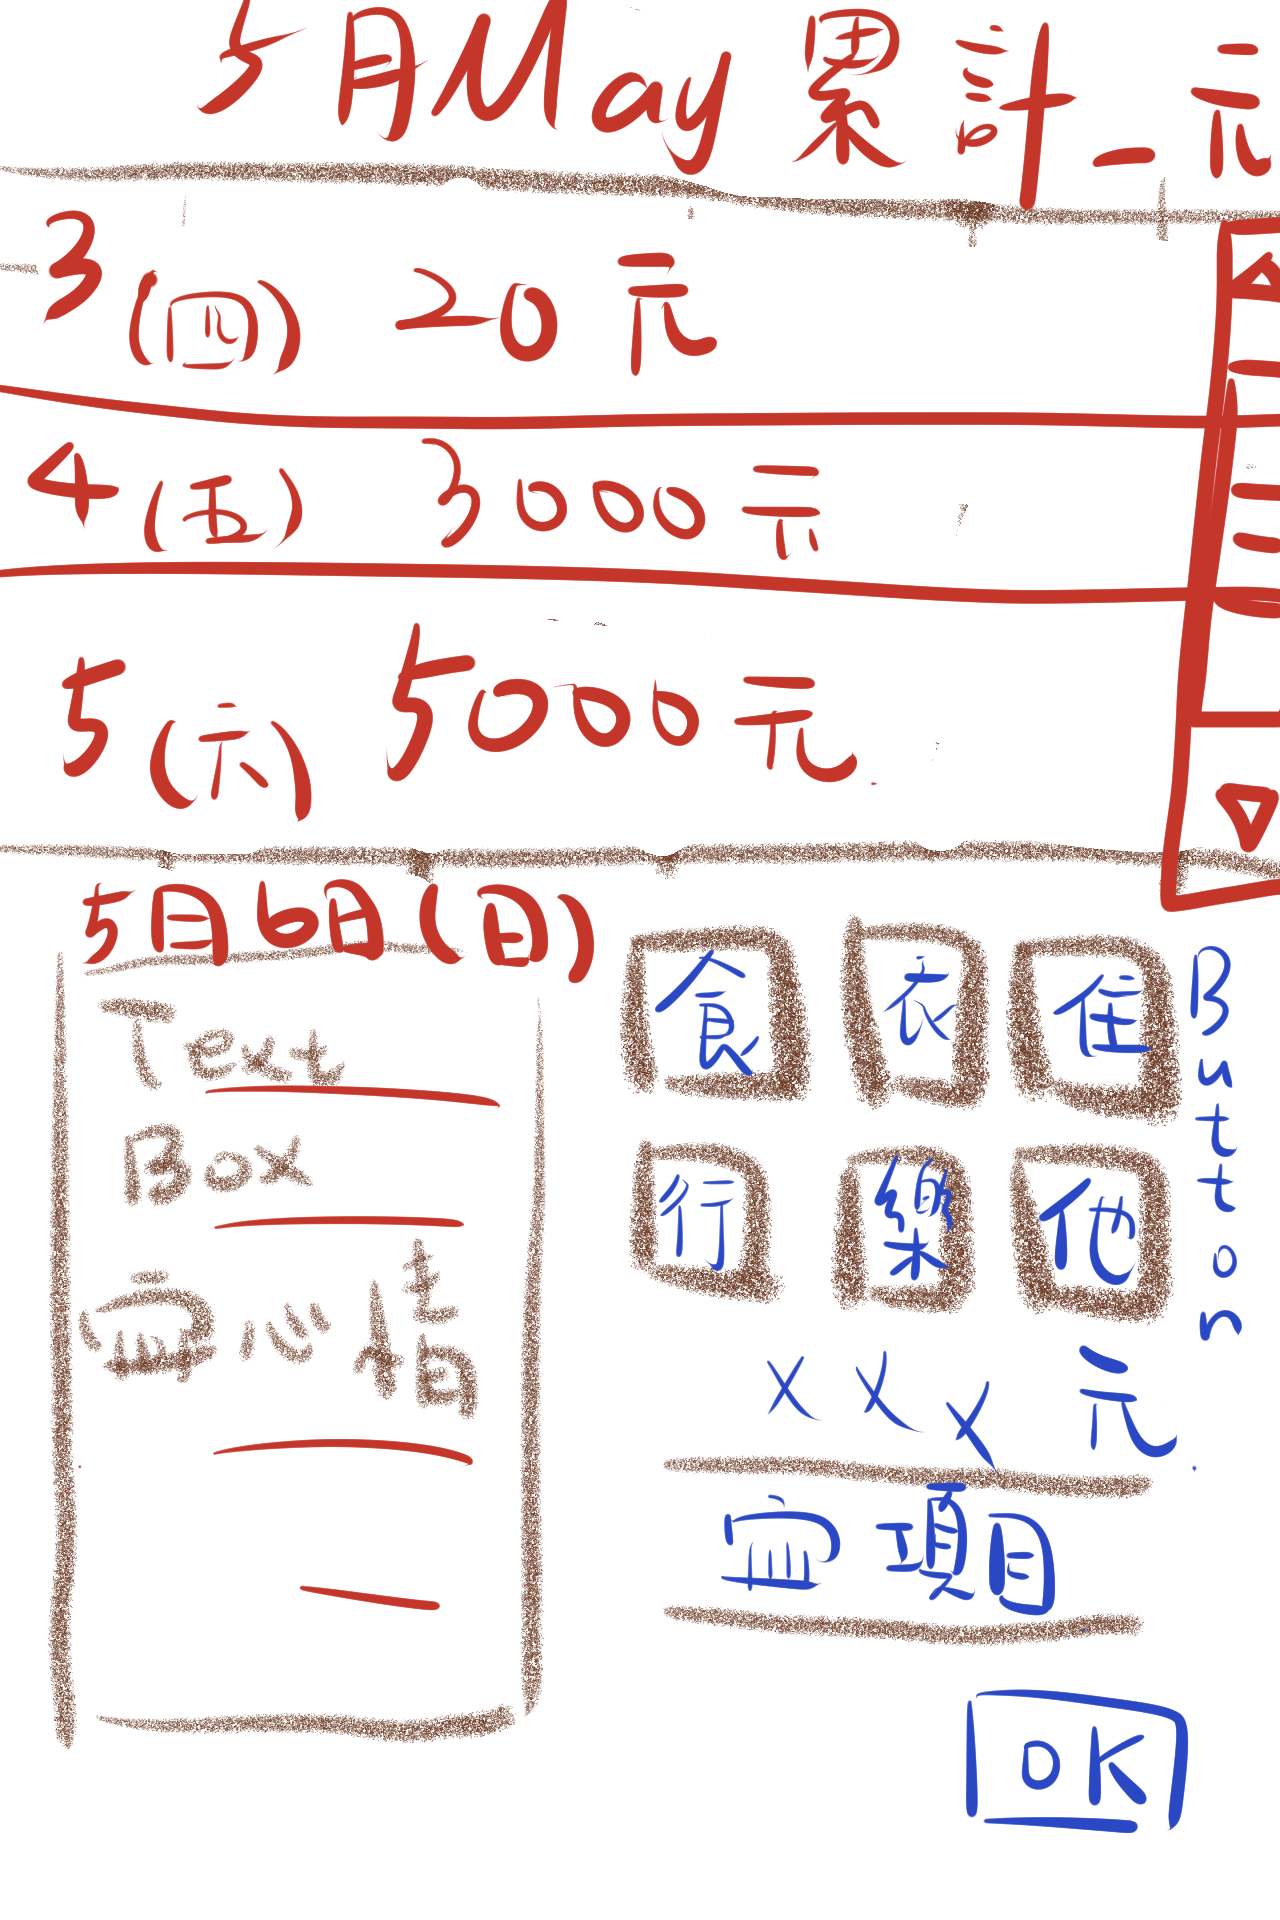 5月May 累計_元
3(四) 20元
4(五) 3000元
5(六) 5000元
5月6日(日)
Text
Box
心情
食 衣 住
行 樂 他
Button
xxx 元
項目
OK